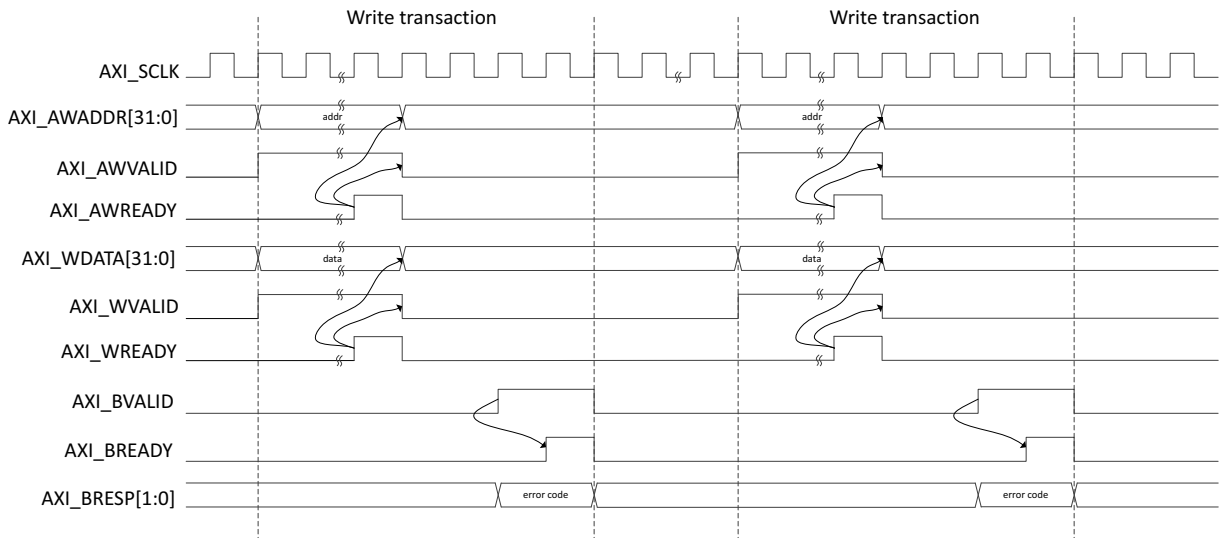 Write transaction Write transaction
AXI_SCLK
AXI_AWADDR[31:0] addr addr
AXI_AWVALID
AXI_AWREADY
AXI_WDATA[31:0] data data
AXI_WVALID
AXI_WREADY
AXI_BVALID
AXI_BREADY
AXI_BRESP[1:0] error code error code